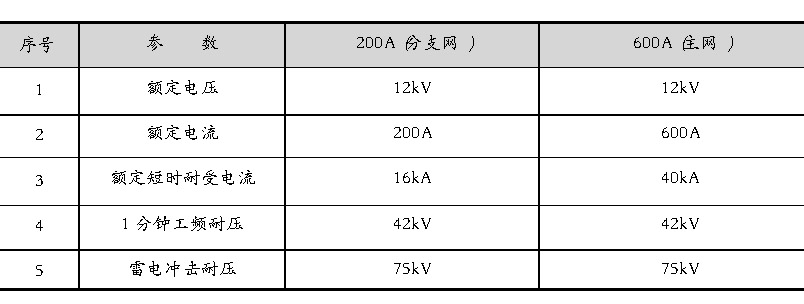 序号 参 数 200A（分支网） 600A（主网）
1 额定电压 12kV 12kV
2 额定电流 200A 600A
3 额定短时耐受电流 16kA 40kA
4 1分钟工频耐压 42kV 42kV
5 雷电冲击耐压 75kV 75kV